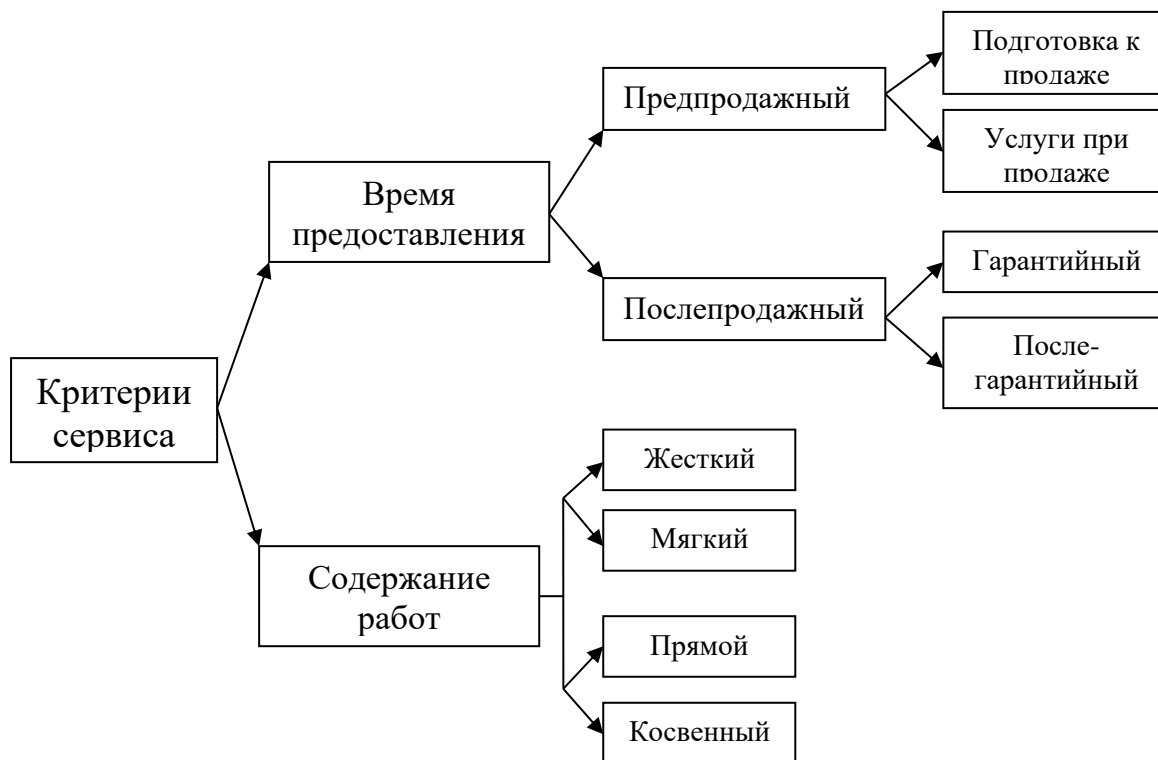 Подготовка к
продаже
Предпродажный
Услуги при
продаже
Время
предоставления
Гарантийный
Послепродажный
После-
гарантийный
Критерии
сервиса
Жесткий
Мягкий
Содержание
работ
Прямой
Косвенный